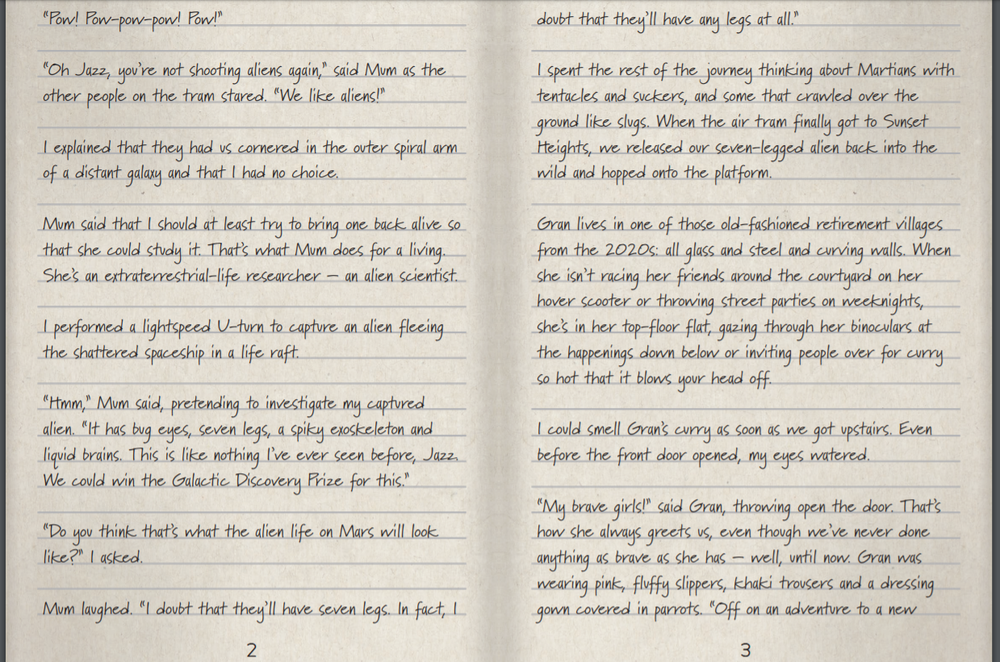 "Pow! Pow-pow-pow! Pow!"
"Oh Jazz, you're not shooting aliens again," said Mum as the
other people on the tram stared. "We like aliens!"
I explained that they had us cornered in the outer spiral arm
of a distant galaxy and that I had no choice.
Mum said that I should at least try to bring one back alive so
that she could study it. That's what Mum does for a living.
She's an extraterrestrial-life researcher – an alien scientist.
I performed a lightspeed U-turn to capture an alien fleeing
the shattered spaceship in a life raft.
"Hmm," Mum said, pretending to investigate my captured
alien. "It has bug eyes, seven legs, a spiky exoskeleton and
liquid brains. This is like nothing I've ever seen before, Jazz.
We could win the Galactic Discovery Prize for this."
"Do you think that's what the alien life on Mars will look
like?" I asked.
Mum laughed. "I doubt that they'll have seven legs. In fact, I
2
doubt that they'll have any legs at all."
I spent the rest of the journey thinking about Martians with
tentacles and suckers, and some that crawled over the
ground like slugs. When the air tram finally got to Sunset
Heights, we released our seven-legged alien back into the
wild and hopped onto the platform.
Gran lives in one of those old-fashioned retirement villages
from the 2020s: all glass and steel and curving walls. When
she isn't racing her friends around the courtyard on her
hover scooter or throwing street parties on weeknights,
she's in her top-floor flat, gazing through her binoculars at
the happenings down below or inviting people over for curry
so hot that it blows your head off.
I could smell Gran's curry as soon as we got upstairs. Even
before the front door opened, my eyes watered.
"My brave girls!" said Gran, throwing open the door. That's
how she always greets us, even though we've never done
anything as brave as she has – well, until now. Gran was
wearing pink, fluffy slippers, khaki trousers and a dressing
gown covered in parrots. "Off on an adventure to a new
3